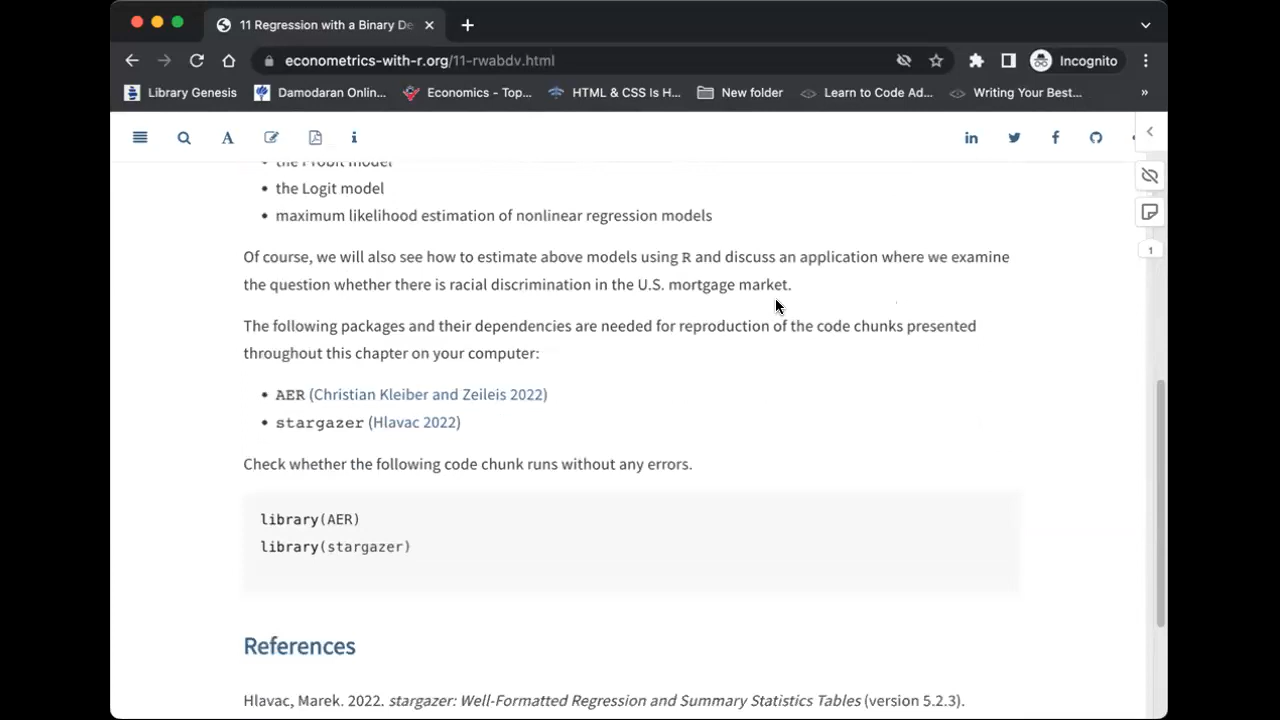 11 Regression with a Binary De
econometrics-with-r.org/11-rwabdv.html
Incognito
Library Genesis
Damodaran Onlin...
Economics - Top...
HTML & CSS Is H...
New folder
Learn to Code Ad...
Writing Your Best...
»
A
i
in
f
• the Probit model
• the Logit model
• maximum likelihood estimation of nonlinear regression models
Of course, we will also see how to estimate above models using R and discuss an application where we examine
the question whether there is racial discrimination in the U.S. mortgage market.
The following packages and their dependencies are needed for reproduction of the code chunks presented
throughout this chapter on your computer:
• AER (Christian Kleiber and Zeileis 2022)
• stargazer (Hlavac 2022)
Check whether the following code chunk runs without any errors.
library(AER)
library(stargazer)
References
Hlavac, Marek. 2022. stargazer: Well-Formatted Regression and Summary Statistics Tables (version 5.2.3).
1